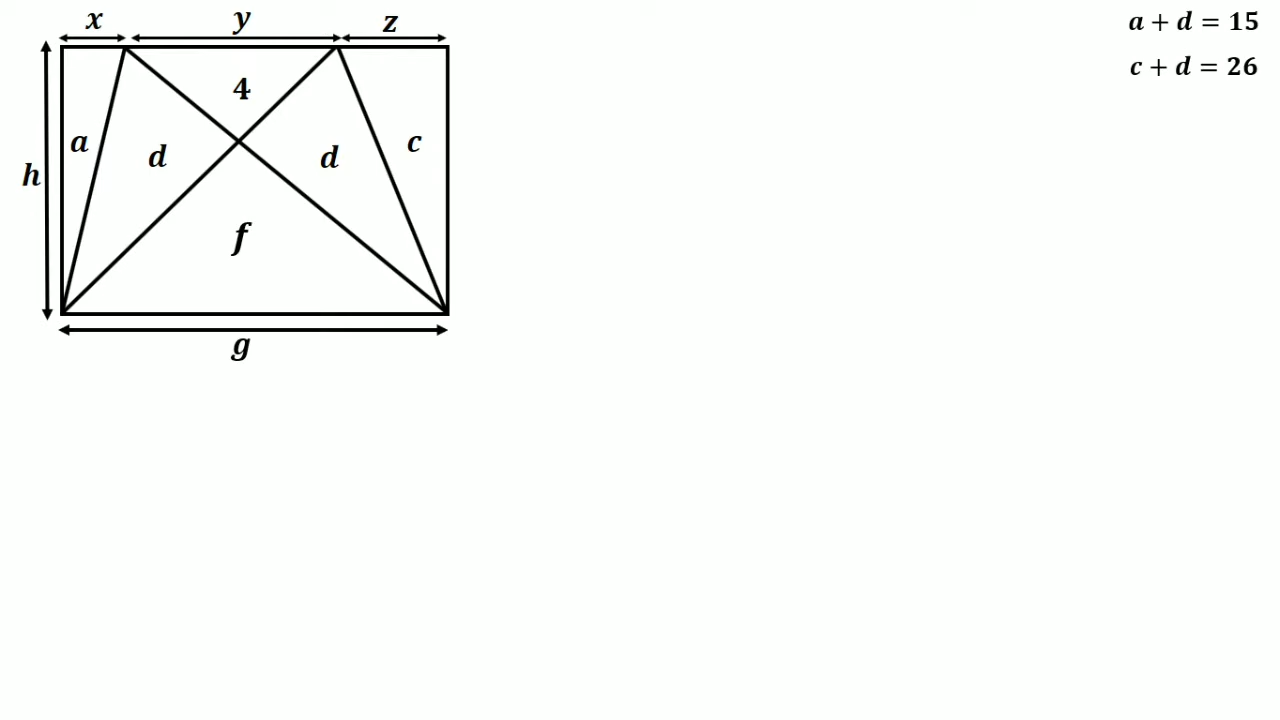 x y z
a + d = 15
c + d = 26
4
a d d c
h
f
g